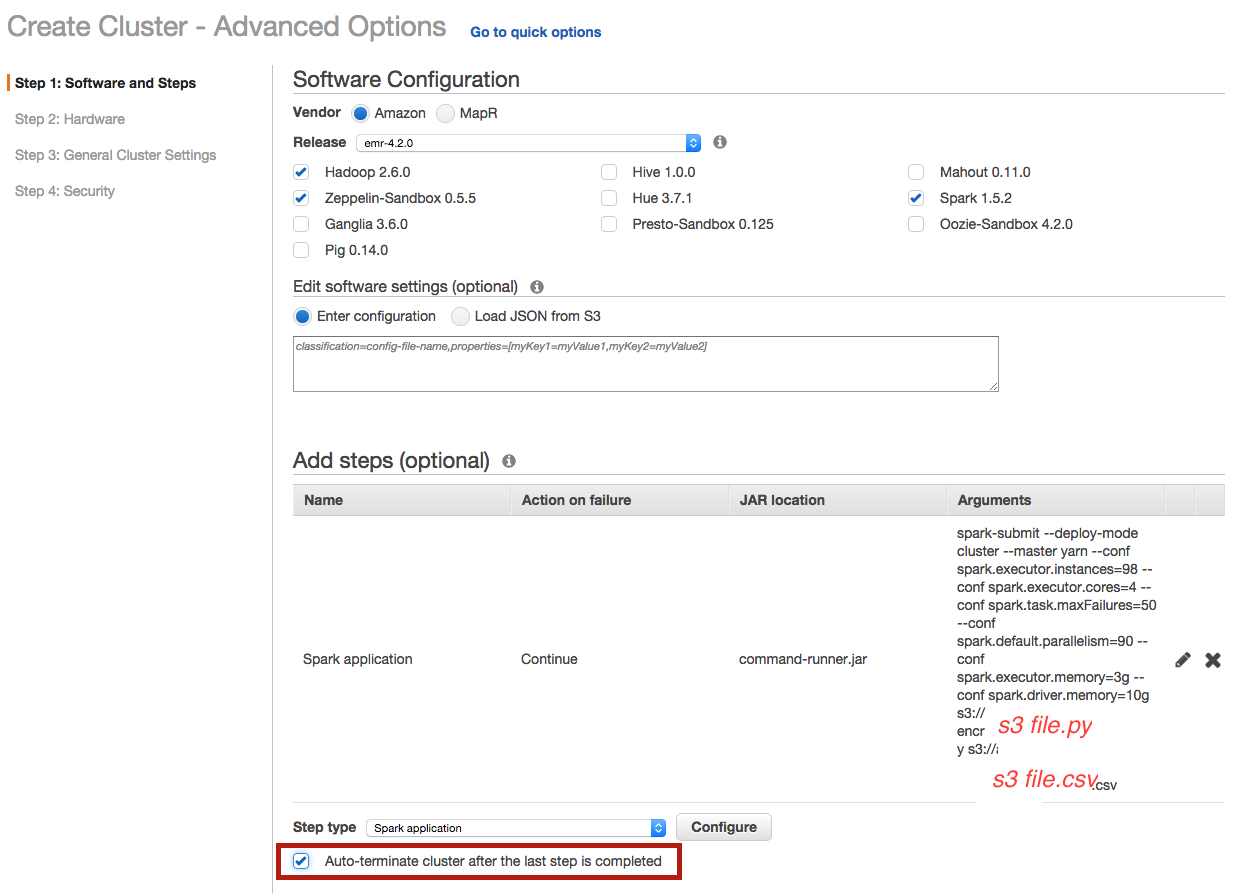 Create Cluster - Advanced Options Go to quick options
Step 1: Software and Steps
Step 2: Hardware
Step 3: General Cluster Settings
Step 4: Security
Software Configuration
Vendor Amazon MapR
Release emr-4.2.0
Hadoop 2.6.0 Hive 1.0.0 Mahout 0.11.0
Zeppelin-Sandbox 0.5.5 Hue 3.7.1 Spark 1.5.2
Ganglia 3.6.0 Presto-Sandbox 0.125 Oozie-Sandbox 4.2.0
Pig 0.14.0
Edit software settings (optional)
Enter configuration Load JSON from S3
classification=config-file-name,properties=[myKey1=myValue1,myKey2=myValue2]
Add steps (optional)
Name Action on failure JAR location Arguments
Spark application Continue command-runner.jar
spark-submit --deploy-mode
cluster --master yarn --conf
spark.executor.instances=98 --
conf spark.executor.cores=4 --
conf spark.task.maxFailures=50
--conf
spark.default.parallelism=90 --
conf
spark.executor.memory=3g --
conf spark.driver.memory=10g
s3://
encr s3 file.py
y s3://
s3 file.csv .csv
Step type Spark application Configure
Auto-terminate cluster after the last step is completed